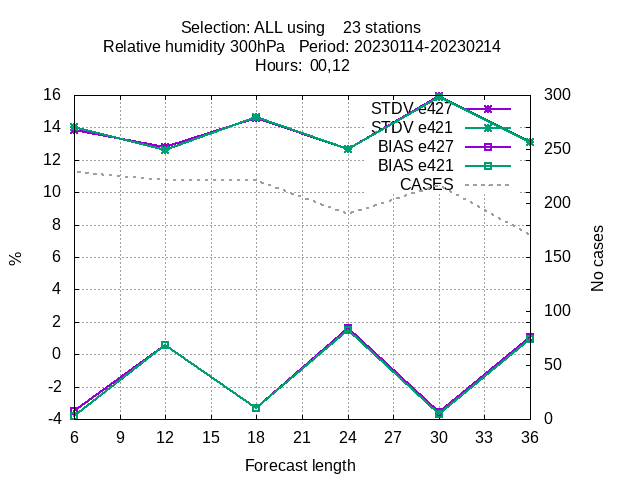 Selection: ALL using 23 stations
Relative humidity 300hPa Period: 20230114-20230214
Hours: 00,12
STDV e427
STDV e421
BIAS e427
BIAS e421
CASES
16
14
12
10
8
6
4
2
0
-2
-4
%
300
250
200
150
100
50
0
No cases
6 9 12 15 18 21 24 27 30 33 36
Forecast length